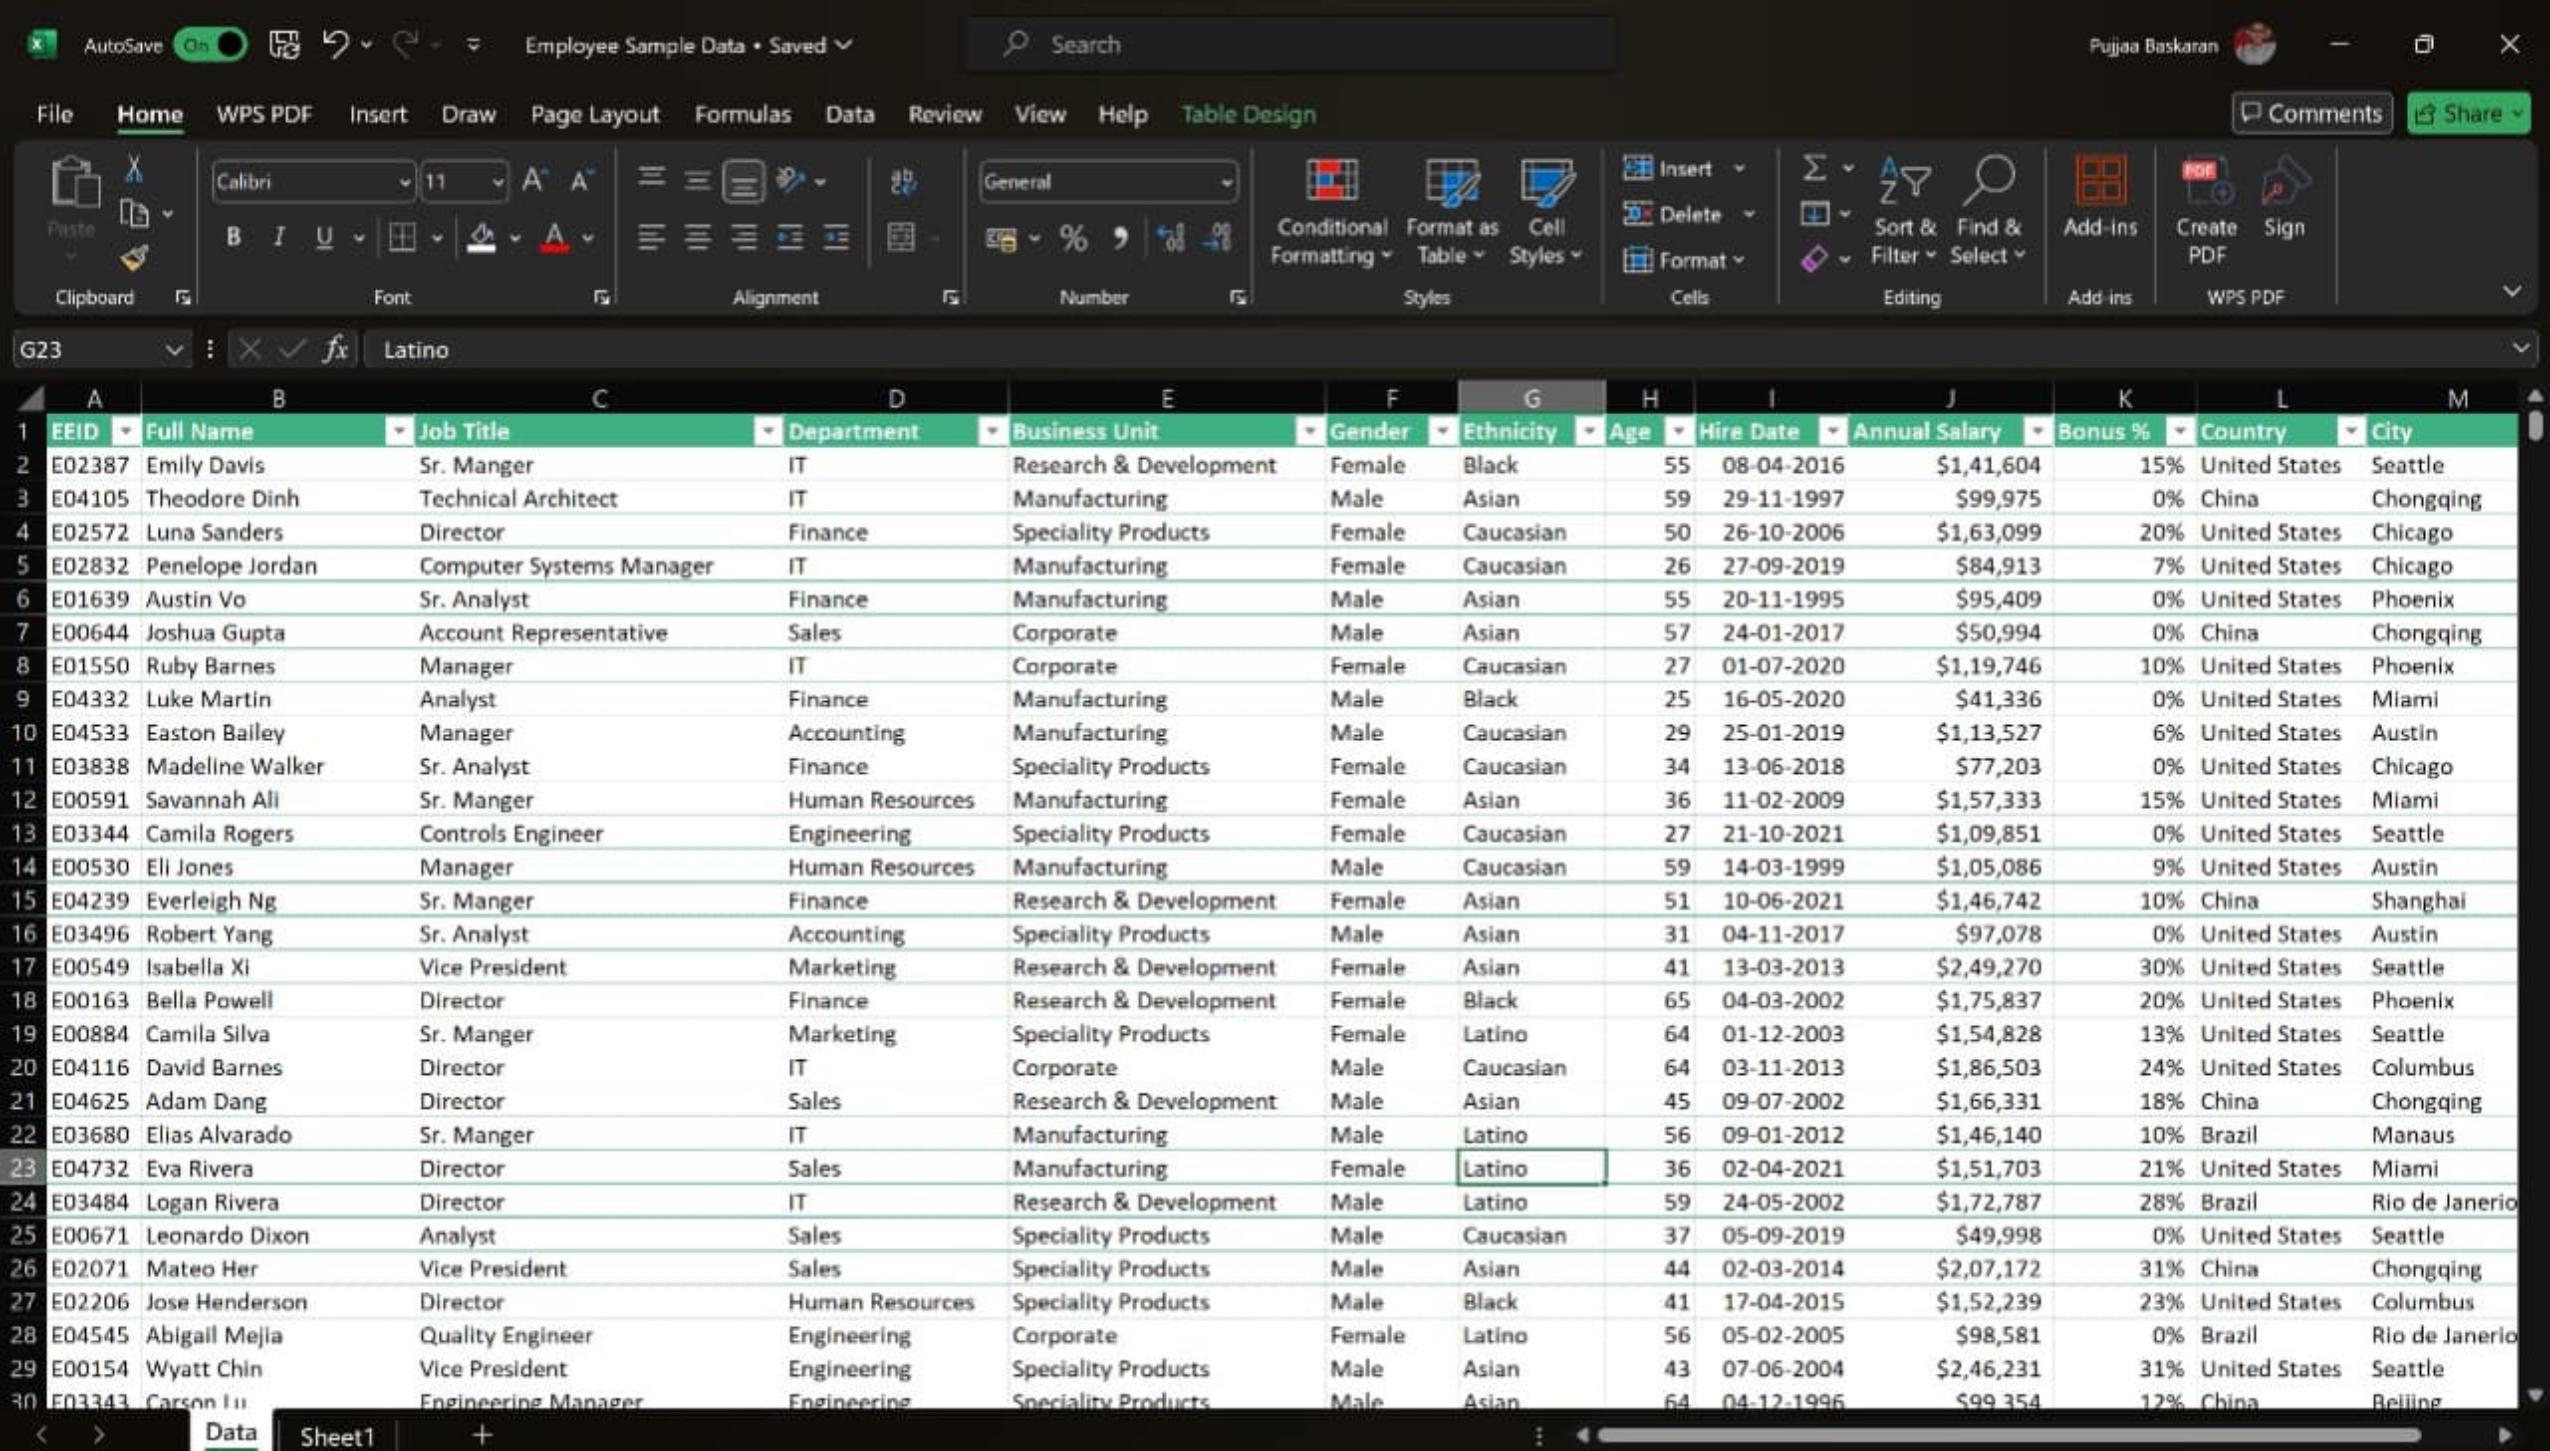 AutoSave On Employee Sample Data • Saved Search Pujjaa Baskaran
File Home WPS PDF Insert Draw Page Layout Formulas Data Review View Help Table Design Comments Share
Paste
Clipboard
Calibri 11
B I U
Font
Alignment
General
% 9
Number
Conditional Formatting Format as Table Cell Styles
Styles
Insert
Delete
Format
Cells
Sort & Filter Find & Select
Editing
Add-ins
Add-ins
Create PDF Sign
WPS PDF
G23 fx Latino
A B C D E F G H I J K L M
1 EEID Full Name Job Title Department Business Unit Gender Ethnicity Age Hire Date Annual Salary Bonus % Country City
2 E02387 Emily Davis Sr. Manger IT Research & Development Female Black 55 08-04-2016 $1,41,604 15% United States Seattle
3 E04105 Theodore Dinh Technical Architect IT Manufacturing Male Asian 59 29-11-1997 $99,975 0% China Chongqing
4 E02572 Luna Sanders Director Finance Speciality Products Female Caucasian 50 26-10-2006 $1,63,099 20% United States Chicago
5 E02832 Penelope Jordan Computer Systems Manager IT Manufacturing Female Caucasian 26 27-09-2019 $84,913 7% United States Chicago
6 E01639 Austin Vo Sr. Analyst Finance Manufacturing Male Asian 55 20-11-1995 $95,409 0% United States Phoenix
7 E00644 Joshua Gupta Account Representative Sales Corporate Male Asian 57 24-01-2017 $50,994 0% China Chongqing
8 E01550 Ruby Barnes Manager IT Corporate Female Caucasian 27 01-07-2020 $1,19,746 10% United States Phoenix
9 E04332 Luke Martin Analyst Finance Manufacturing Male Black 25 16-05-2020 $41,336 0% United States Miami
10 E04533 Easton Bailey Manager Accounting Manufacturing Male Caucasian 29 25-01-2019 $1,13,527 6% United States Austin
11 E03838 Madeline Walker Sr. Analyst Finance Speciality Products Female Caucasian 34 13-06-2018 $77,203 0% United States Chicago
12 E00591 Savannah Ali Sr. Manger Human Resources Manufacturing Female Asian 36 11-02-2009 $1,57,333 15% United States Miami
13 E03344 Camila Rogers Controls Engineer Engineering Speciality Products Female Caucasian 27 21-10-2021 $1,09,851 0% United States Seattle
14 E00530 Eli Jones Manager Human Resources Manufacturing Male Caucasian 59 14-03-1999 $1,05,086 9% United States Austin
15 E04239 Everleigh Ng Sr. Manger Finance Research & Development Female Asian 51 10-06-2021 $1,46,742 10% China Shanghai
16 E03496 Robert Yang Sr. Analyst Accounting Speciality Products Male Asian 31 04-11-2017 $97,078 0% United States Austin
17 E00549 Isabella Xi Vice President Marketing Research & Development Female Asian 41 13-03-2013 $2,49,270 30% United States Seattle
18 E00163 Bella Powell Director Finance Research & Development Female Black 65 04-03-2002 $1,75,837 20% United States Phoenix
19 E00884 Camila Silva Sr. Manger Marketing Speciality Products Female Latino 64 01-12-2003 $1,54,828 13% United States Seattle
20 E04116 David Barnes Director IT Corporate Male Caucasian 64 03-11-2013 $1,86,503 24% United States Columbus
21 E04625 Adam Dang Director Sales Research & Development Male Asian 45 09-07-2002 $1,66,331 18% China Chongqing
22 E03680 Elias Alvarado Sr. Manger IT Manufacturing Male Latino 56 09-01-2012 $1,46,140 10% Brazil Manaus
23 E04732 Eva Rivera Director Sales Manufacturing Female Latino 36 02-04-2021 $1,51,703 21% United States Miami
24 E03484 Logan Rivera Director IT Research & Development Male Latino 59 24-05-2002 $1,72,787 28% Brazil Rio de Janerio
25 E00671 Leonardo Dixon Analyst Sales Speciality Products Male Caucasian 37 05-09-2019 $49,998 0% United States Seattle
26 E02071 Mateo Her Vice President Sales Speciality Products Male Asian 44 02-03-2014 $2,07,172 31% China Chongqing
27 E02206 Jose Henderson Director Human Resources Speciality Products Male Black 41 17-04-2015 $1,52,239 23% United States Columbus
28 E04545 Abigail Mejia Quality Engineer Engineering Corporate Female Latino 56 05-02-2005 $98,581 0% Brazil Rio de Janerio
29 E00154 Wyatt Chin Vice President Engineering Speciality Products Male Asian 43 07-06-2004 $2,46,231 31% United States Seattle
30 E03343 Carson Lu Engineering Manager Engineering Speciality Products Male Asian 64 04-12-1996 $99,354 12% China Beijing
Data Sheet1